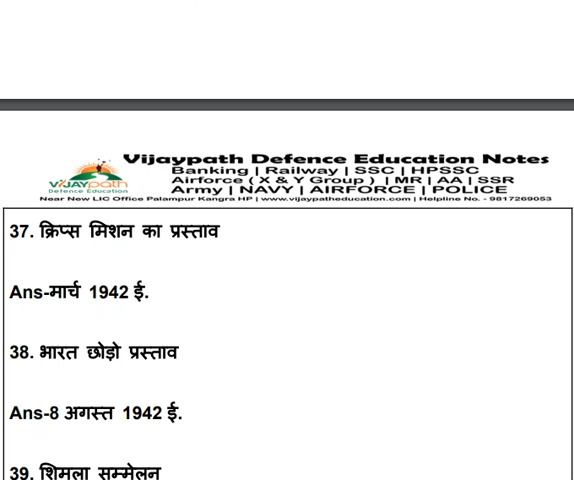 Vijaypath Defence Education Notes
Banking | Railway | SSC | HPSSC
Airforce ( X & Y Group ) | MR | AA | SSR
Army | NAVY | AIRFORCE | POLICE
VIJAYpath
Defence Education
Near New LIC Office Palampur Kangra HP | www.vijaypatheducation.com | Helpline No. - 9817269053
37. क्रिप्स मिशन का प्रस्ताव
Ans-मार्च 1942 ई.
38. भारत छोड़ो प्रस्ताव
Ans-8 अगस्त 1942 ई.
39. शिमला सम्मेलन